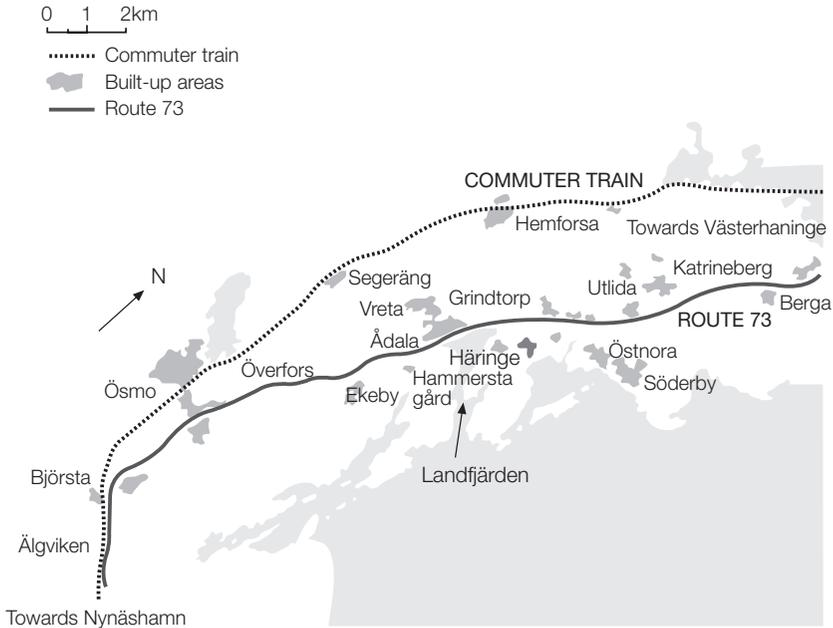 0 1 2km
Commuter train
Built-up areas
Route 73
COMMUTER TRAIN
Hemforsa
Towards Västerhaninge
N
Segeräng
Katrineberg
Utlida
Grindtorp
Vreta
Berga
ROUTE 73
Ådala
Häringe
Östnora
Överfors
Hammersta
gård
Söderby
Ösmo
Ekeby
Landfjärden
Björsta
Älgviken
Towards Nynäshamn